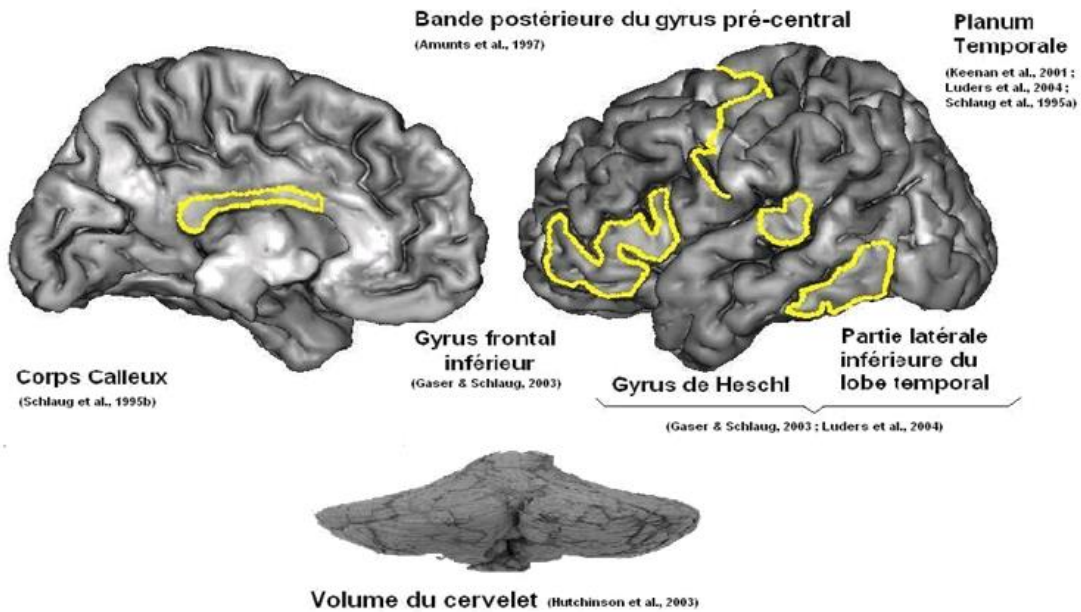 Bande postérieure du gyrus pré-central
(Amunts et al., 1997)
Planum
Temporale
(Keenan et al., 2001 ;
Luders et al., 2004 ;
Schlaug et al., 1995a)
Corps Calleux
(Schlaug et al., 1995b)
Gyrus frontal
inférieur
(Gaser & Schlaug, 2003)
Gyrus de Heschl
Partie latérale
inférieure du
lobe temporal
(Gaser & Schlaug, 2003 ; Luders et al., 2004)
Volume du cervelet (Hutchinson et al., 2003)